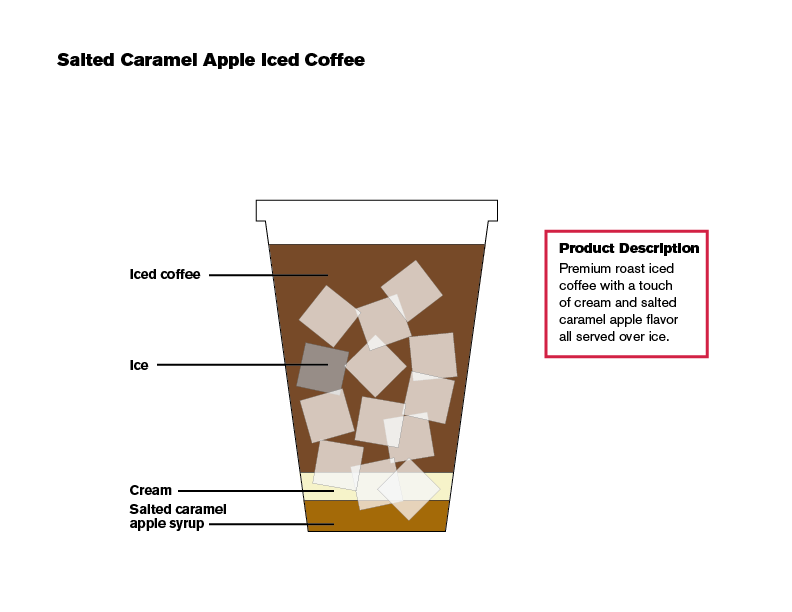 Salted Caramel Apple Iced Coffee
Iced coffee
Ice
Cream
Salted caramel
apple syrup
Product Description
Premium roast iced
coffee with a touch
of cream and salted
caramel apple flavor
all served over ice.